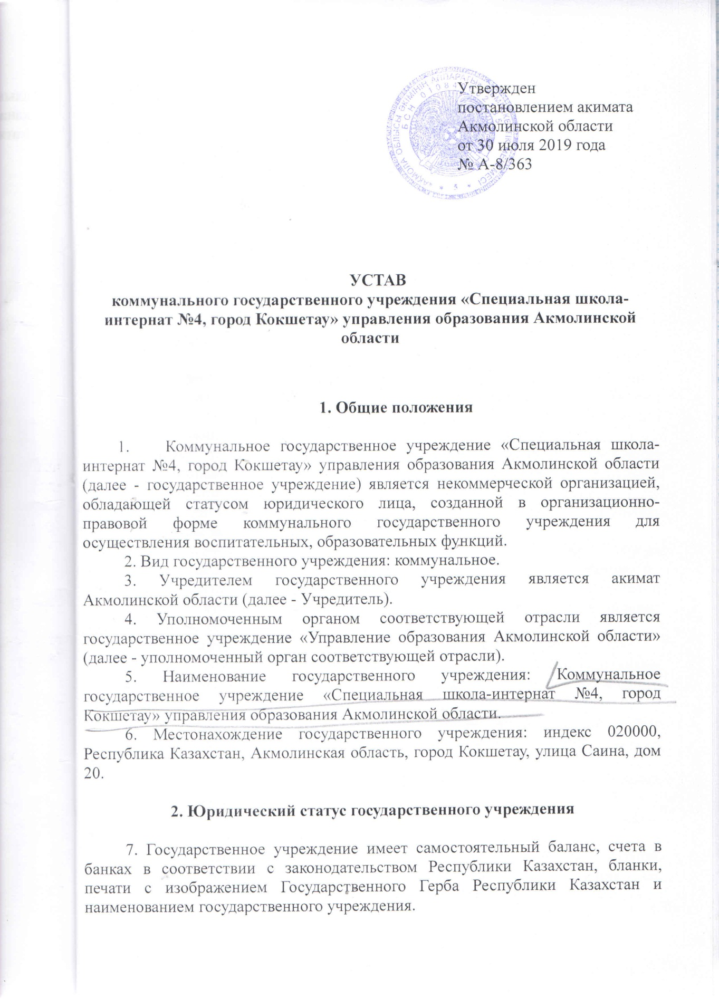 Утвержден
постановлением акимата
Акмолинской области
от 30 июля 2019 года
№ А-8/363
УСТАВ
коммунального государственного учреждения «Специальная школа-
интернат №4, город Кокшетау» управления образования Акмолинской
области
1. Общие положения
1. Коммунальное государственное учреждение «Специальная школа-
интернат №4, город Кокшетау» управления образования Акмолинской области
(далее - государственное учреждение) является некоммерческой организацией,
обладающей статусом юридического лица, созданной в организационно-
правовой форме коммунального государственного учреждения для
осуществления воспитательных, образовательных функций.
2. Вид государственного учреждения: коммунальное.
3. Учредителем государственного учреждения является акимат
Акмолинской области (далее - Учредитель).
4. Уполномоченным органом соответствующей отрасли является
государственное учреждение «Управление образования Акмолинской области»
(далее - уполномоченный орган соответствующей отрасли).
5. Наименование государственного учреждения: Коммунальное
государственное учреждение «Специальная школа-интернат №4, город
Кокшетау» управления образования Акмолинской области.
6. Местонахождение государственного учреждения: индекс 020000,
Республика Казахстан, Акмолинская область, город Кокшетау, улица Саина, дом
20.
2. Юридический статус государственного учреждения
7. Государственное учреждение имеет самостоятельный баланс, счета в
банках в соответствии с законодательством Республики Казахстан, бланки,
печати с изображением Государственного Герба Республики Казахстан и
наименованием государственного учреждения.
«АҚМОЛА ОБЛЫСЫ ӘКІМІНІҢ АППАРАТЫ»
БСН
* 5 *